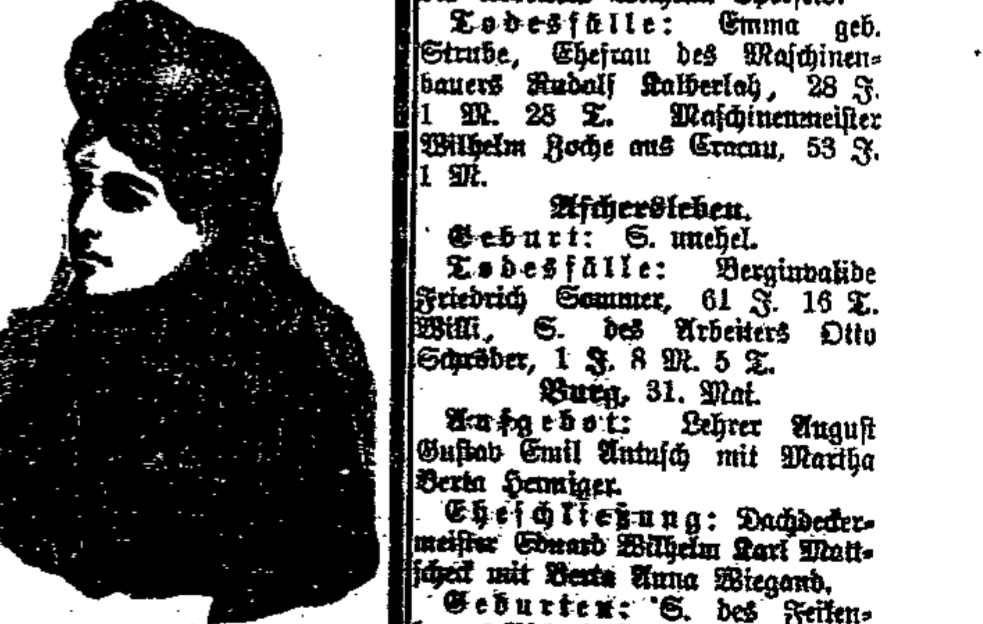 Todesfälle: Emma geb.
Strube, Ehefrau des Maschinen-
bauers Rudolf Kalberlah, 28 J.
1 M. 28 T. Maschinenmeister
Wilhelm Zoche aus Cracau, 53 J.
1 M.
Aschersleben.
Geburt: S. unehel.
Todesfälle: Berginvalide
Friedrich Sommer, 61 J. 16 T.
Willi, S. des Arbeiters Otto
Schröder, 1 J. 8 M. 5 T.
Burg, 31. Mai.
Aufgebot: Lehrer August
Gustav Emil Antusch mit Martha
Berta Henniger.
Eheschließung: Dachdecker-
meister Eduard Wilhelm Karl Matt-
scheck mit Berta Anna Wiegand.
Geburten: S. des Feilen-